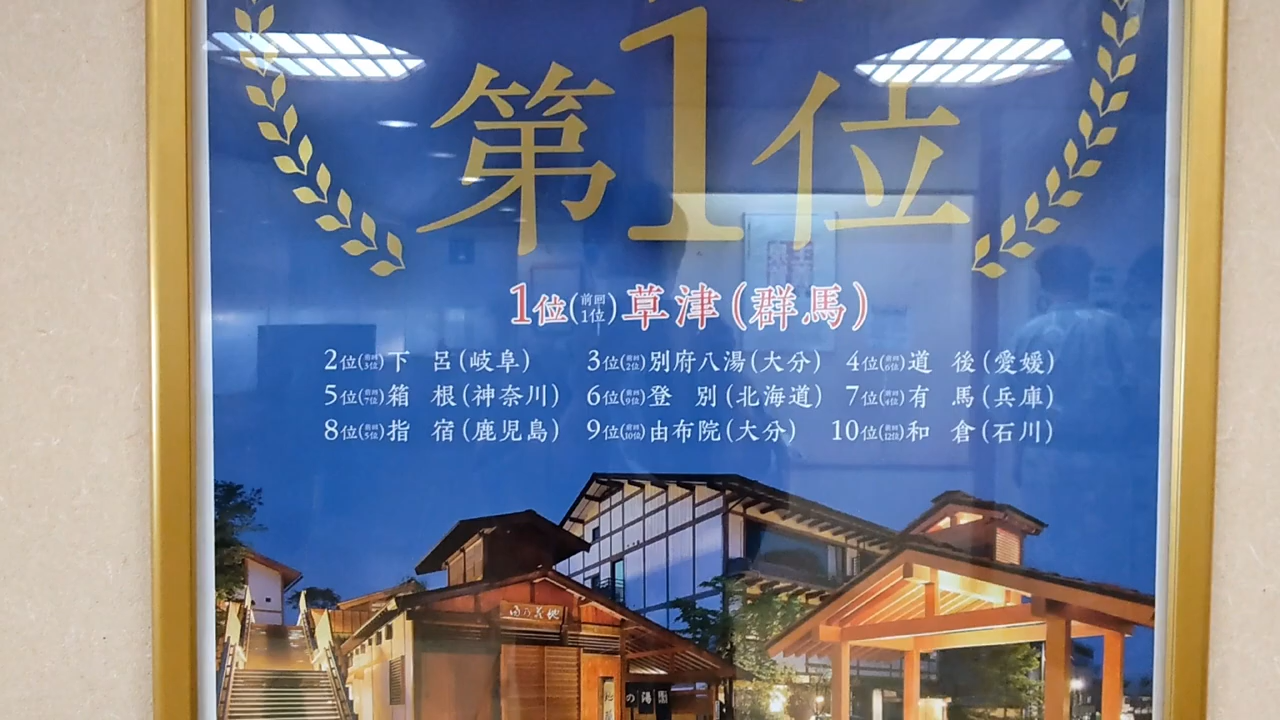 第1位
1位(前回1位)草津(群馬)
2位(前回3位)下 呂(岐阜) 3位(前回2位)別府八湯(大分) 4位(前回6位)道 後(愛媛)
5位(前回7位)箱 根(神奈川) 6位(前回9位)登 別(北海道) 7位(前回4位)有 馬(兵庫)
8位(前回5位)指 宿(鹿児島) 9位(前回10位)由布院(大分) 10位(前回12位)和 倉(石川)
の湯